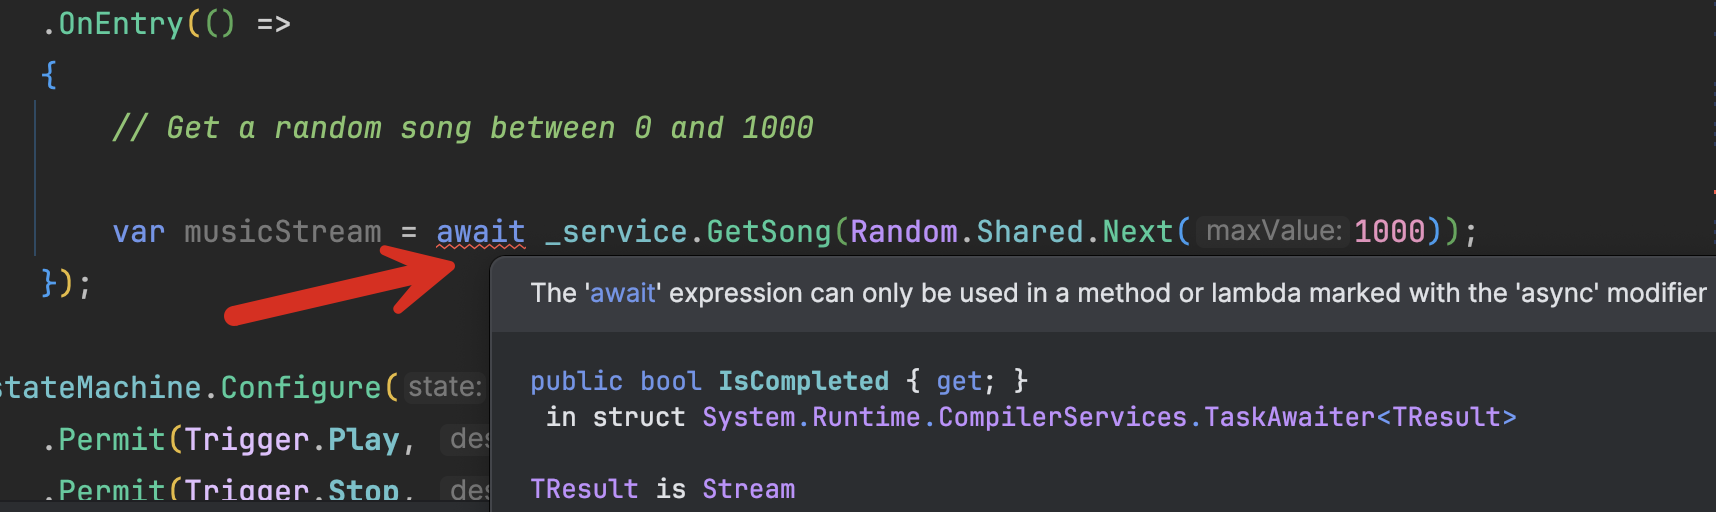 .OnEntry(() =>
{
// Get a random song between 0 and 1000
var musicStream = await _service.GetSong(Random.Shared.Next( maxValue: 1000));
});
The 'await' expression can only be used in a method or lambda marked with the 'async' modifier
public bool IsCompleted { get; }
in struct System.Runtime.CompilerServices.TaskAwaiter<TResult>
TResult is Stream
stateMachine.Configure( state:
.Permit(Trigger.Play,
.Permit(Trigger.Stop,